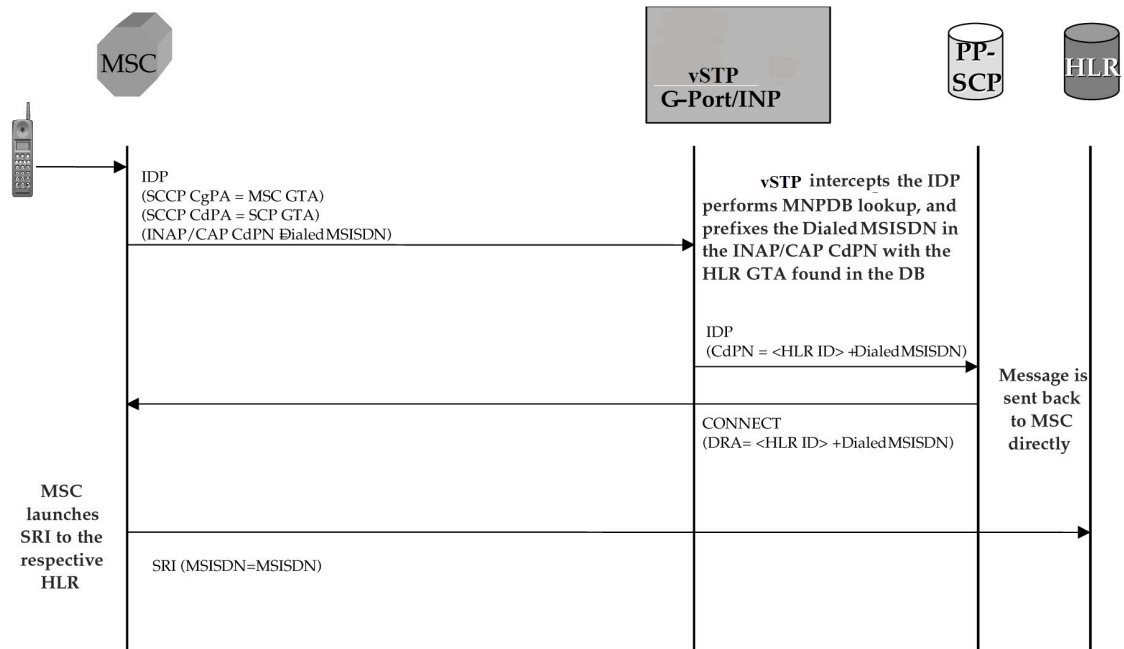 MSC
vSTP
G-Port/INP
PP-
SCP
HLR
IDP
(SCCP CgPA = MSC GTA)
(SCCP CdPA = SCP GTA)
(INAP/CAP CdPN =DialedMSISDN)
vSTP intercepts the IDP
performs MNPDB lookup, and
prefixes the Dialed MSISDN in
the INAP/CAP CdPN with the
HLR GTA found in the DB
IDP
(CdPN = <HLR ID> +DialedMSISDN)
Message is
sent back
to MSC
directly
CONNECT
(DRA= <HLR ID> +DialedMSISDN)
MSC
launches
SRI to the
respective
HLR
SRI (MSISDN=MSISDN)